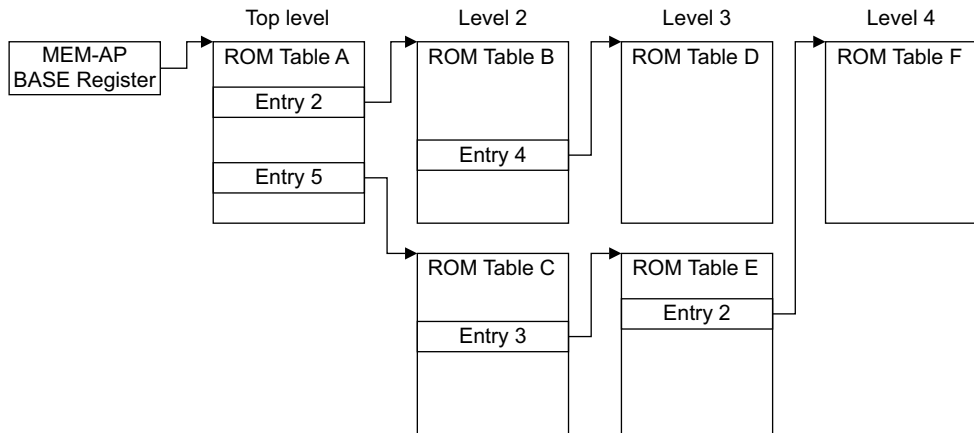 Top level
Level 2
Level 3
Level 4
MEM-AP
BASE Register
ROM Table A
ROM Table B
ROM Table D
ROM Table F
Entry 2
Entry 4
Entry 5
ROM Table C
ROM Table E
Entry 2
Entry 3